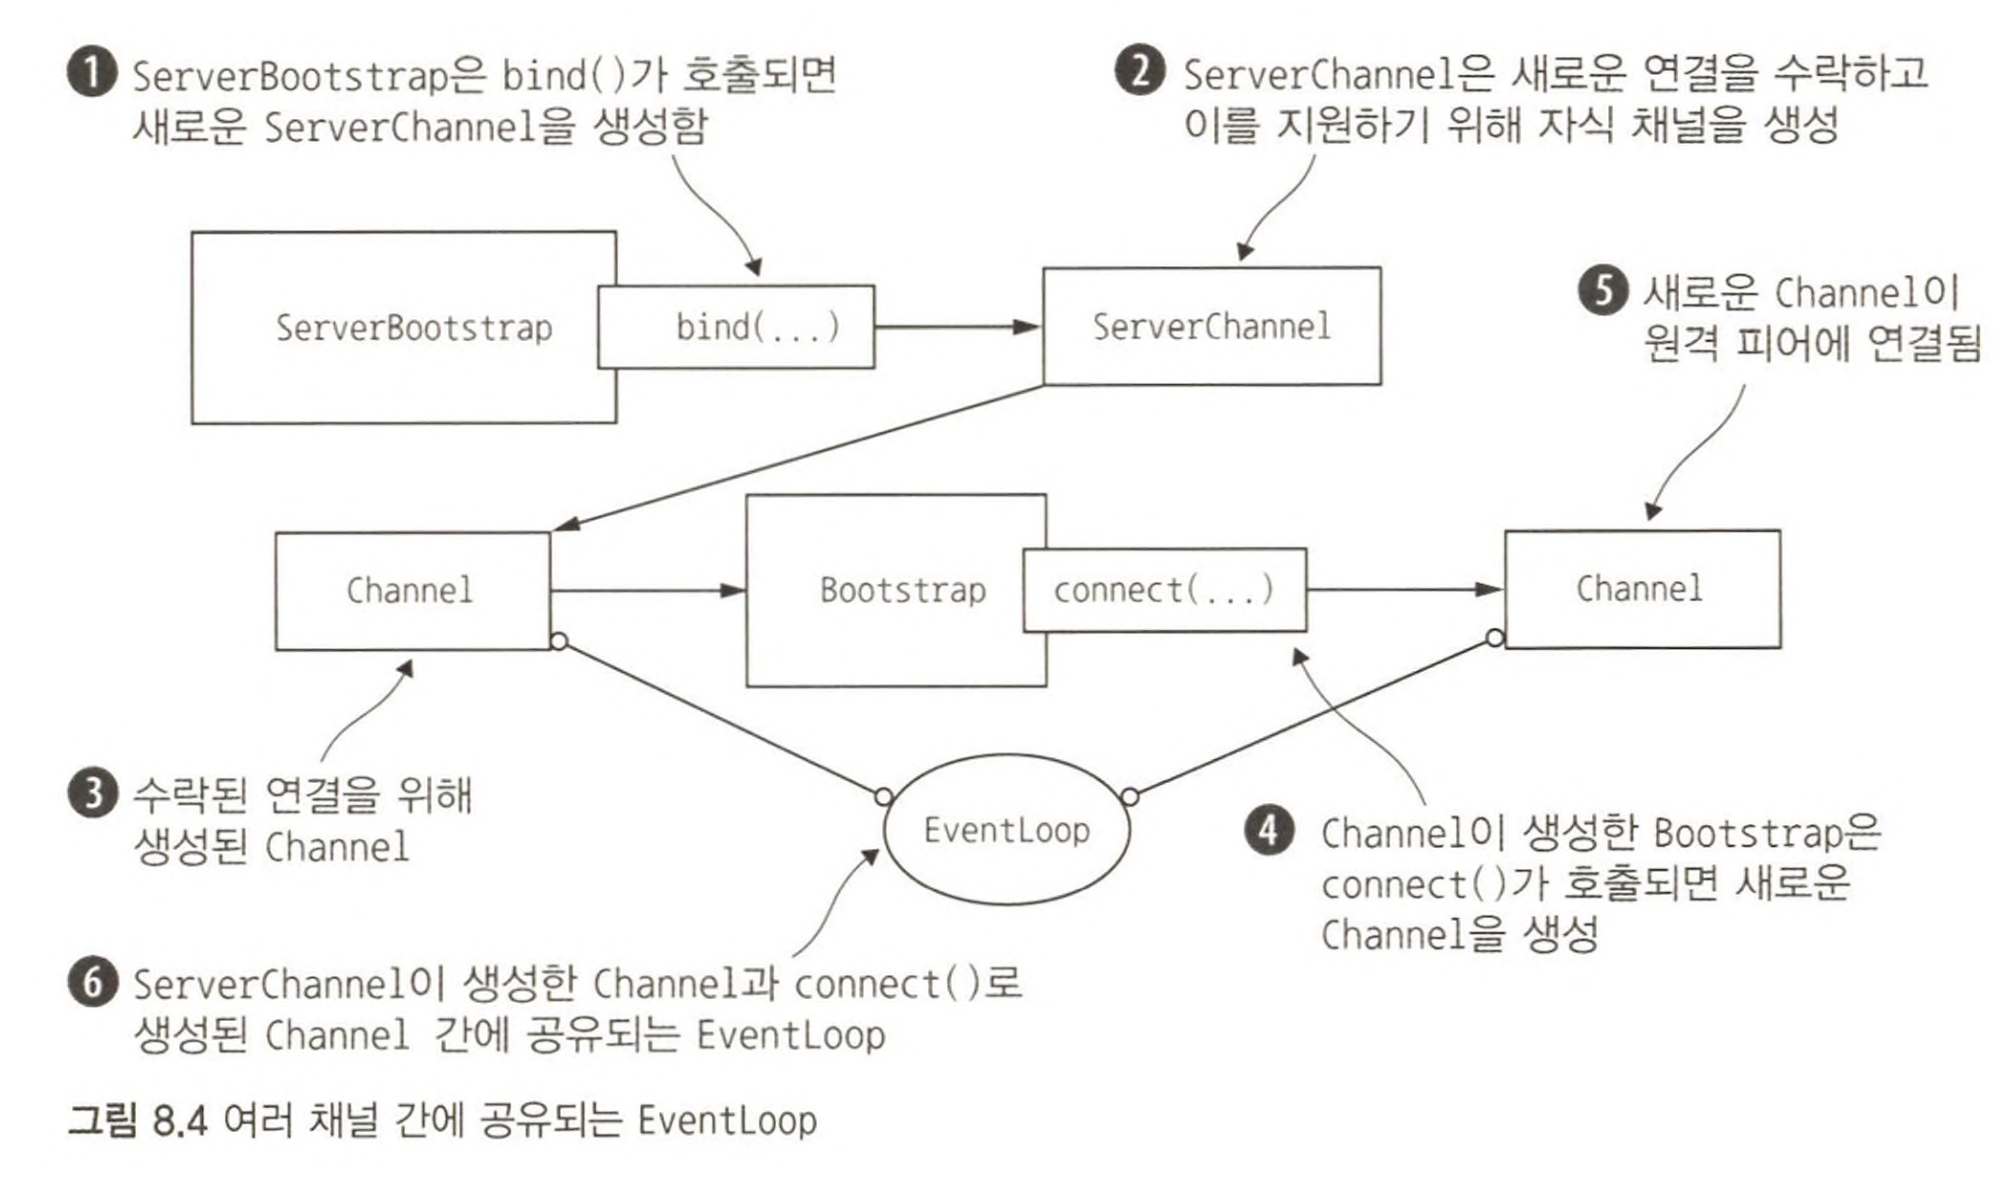 1 ServerBootstrap은 bind()가 호출되면
새로운 ServerChannel을 생성함
2 ServerChannel은 새로운 연결을 수락하고
이를 지원하기 위해 자식 채널을 생성
ServerBootstrap
bind(...)
ServerChannel
5 새로운 Channel이
원격 피어에 연결됨
Channel
Bootstrap
connect(...)
Channel
3 수락된 연결을 위해
생성된 Channel
EventLoop
4 Channel이 생성한 Bootstrap은
connect()가 호출되면 새로운
Channel을 생성
6 ServerChannel이 생성한 Channel과 connect()로
생성된 Channel 간에 공유되는 EventLoop
그림 8.4 여러 채널 간에 공유되는 EventLoop